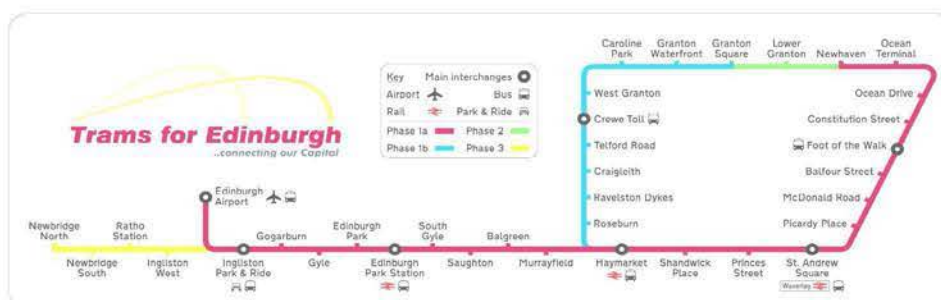 Caroline
Park
Granton
Waterfront
Granton
Square
Lower
Granton
Newhaven
Ocean
Terminal
Key
Main interchanges
Airport
Bus
Rail
Park & Ride
Phase 1a
Phase 2
Phase 1b
Phase 3
Trams for Edinburgh
...connecting our Capital
West Granton
Crewe Toll
Telford Road
Craigleith
Ravelston Dykes
Roseburn
Ocean Drive
Constitution Street
Foot of the Walk
Balfour Street
McDonald Road
Picardy Place
Edinburgh
Airport
Newbridge
North
Ratho
Station
Gogarburn
Edinburgh
Park
South
Gyle
Balgreen
Newbridge
South
Ingliston
West
Ingliston
Park & Ride
Gyle
Edinburgh
Park Station
Saughton
Murrayfield
Haymarket
Shandwick
Place
Princes
Street
St. Andrew
Square
Waverley